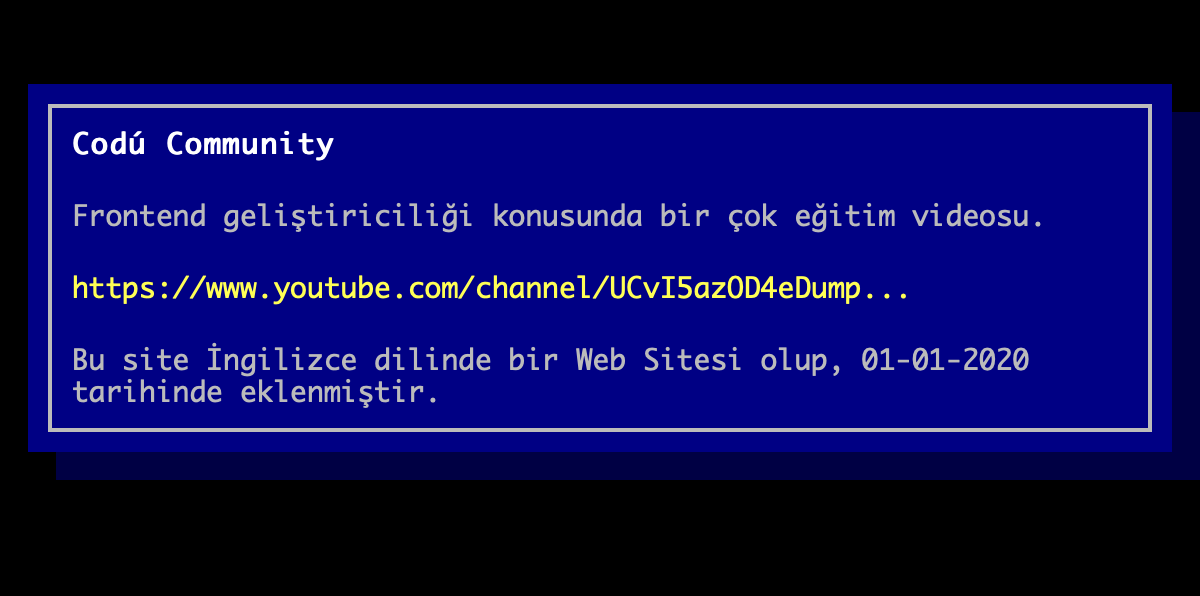 Codú Community
Frontend geliştiriciliği konusunda bir çok eğitim videosu.
https://www.youtube.com/channel/UCvI5azOD4eDump...
Bu site İngilizce dilinde bir Web Sitesi olup, 01-01-2020
tarihinde eklenmiştir.